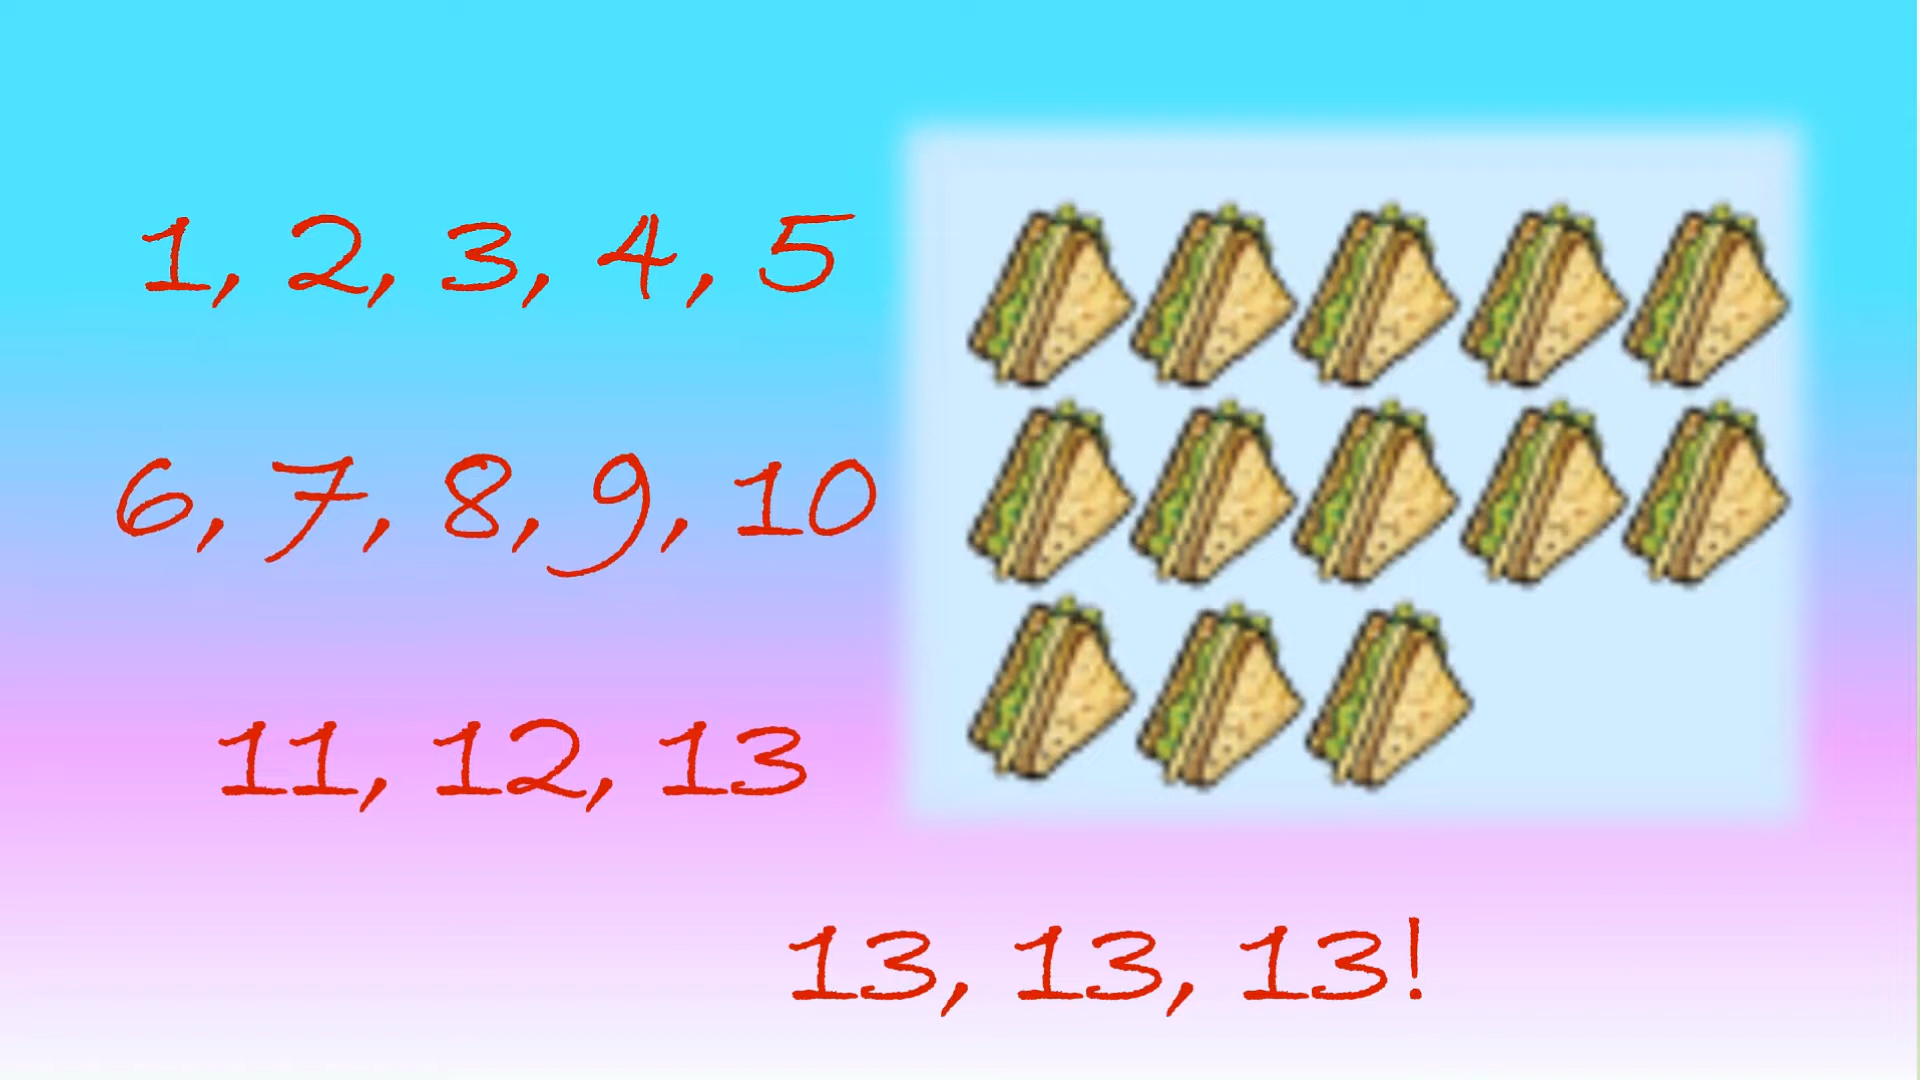 1, 2, 3, 4, 5
6, 7, 8, 9, 10
11, 12, 13
13, 13, 13!